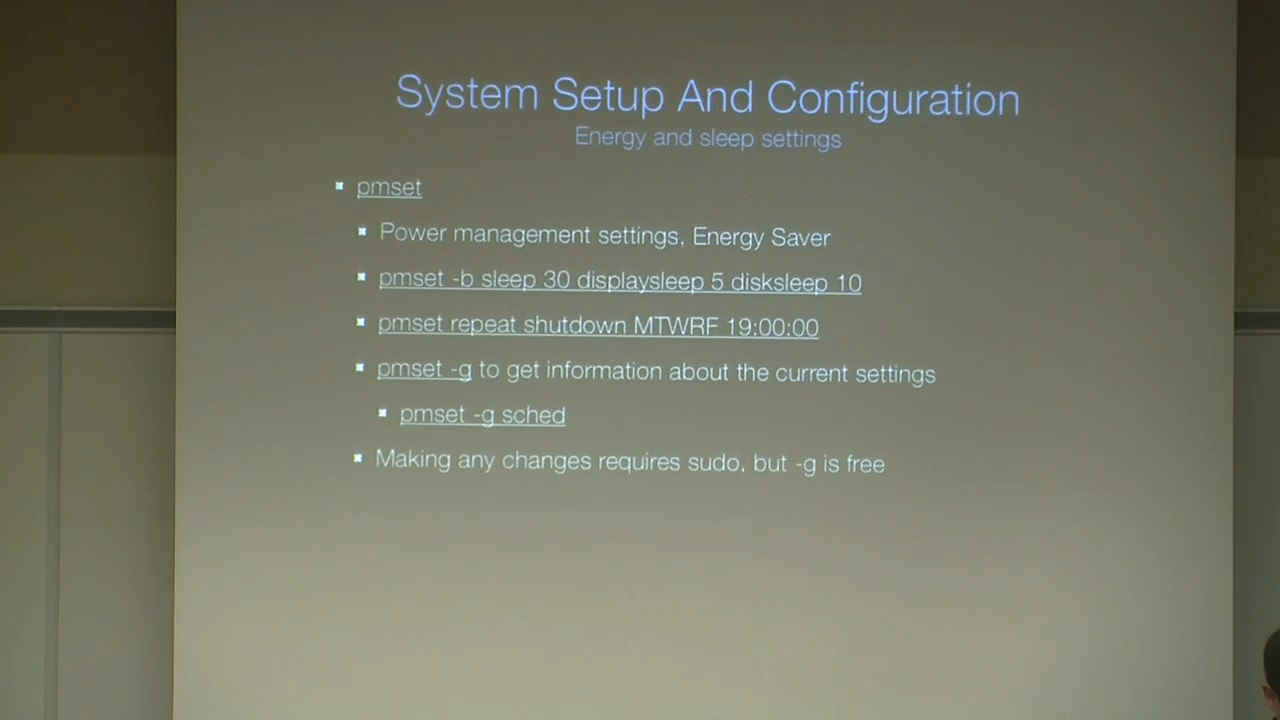 System Setup And Configuration
Energy and sleep settings
pmset
Power management settings, Energy Saver
pmset -b sleep 30 displaysleep 5 disksleep 10
pmset repeat shutdown MTWRF 19:00:00
pmset -g to get information about the current settings
pmset -g sched
Making any changes requires sudo, but -g is free